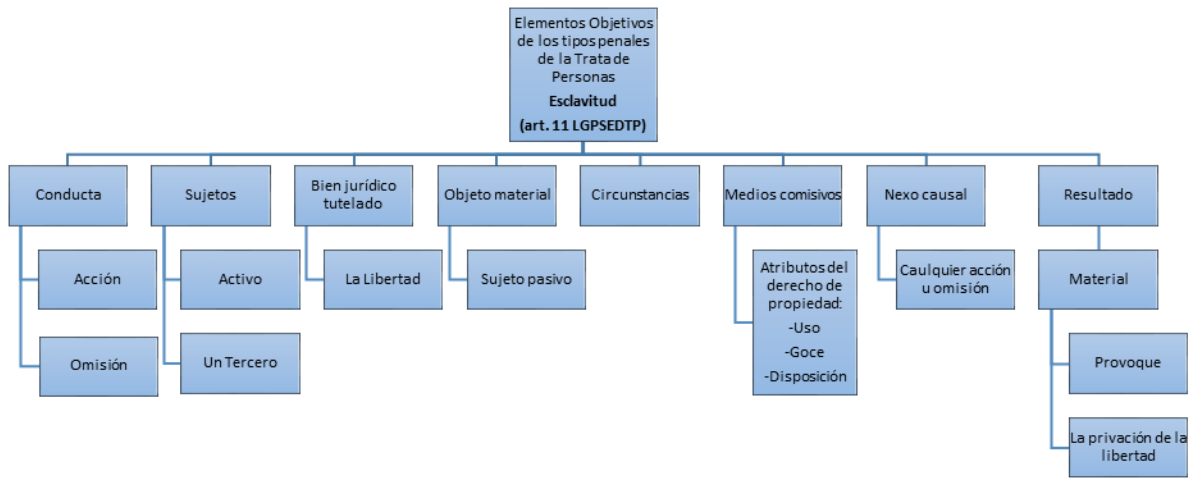 Elementos Objetivos
de los tipos penales
de la Trata de
Personas
Esclavitud
(art. 11 LGPSEDTP)
Conducta
Sujetos
Bien jurídico
tutelado
Objeto material
Circunstancias
Medios comisivos
Nexo causal
Resultado
Acción
Activo
La Libertad
Sujeto pasivo
Atributos del
derecho de
propiedad:
-Uso
-Goce
-Disposición
Caulquier acción
u omisión
Material
Omisión
Un Tercero
Provoque
La privación de la
libertad